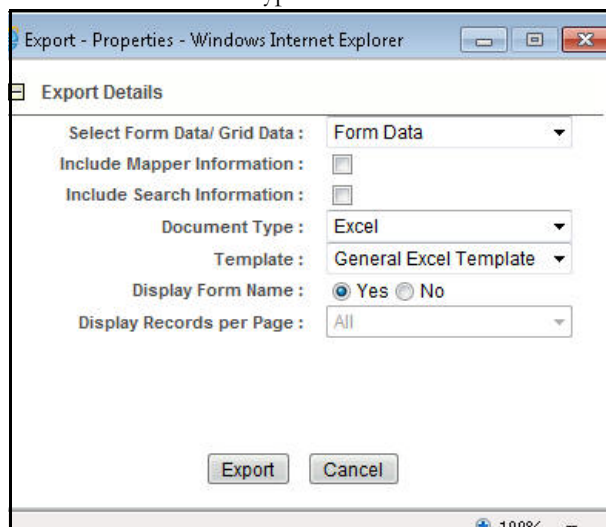 Export - Properties - Windows Internet Explorer
Export Details
Select Form Data/ Grid Data : Form Data
Include Mapper Information :
Include Search Information :
Document Type : Excel
Template : General Excel Template
Display Form Name : Yes No
Display Records per Page : All
Export Cancel